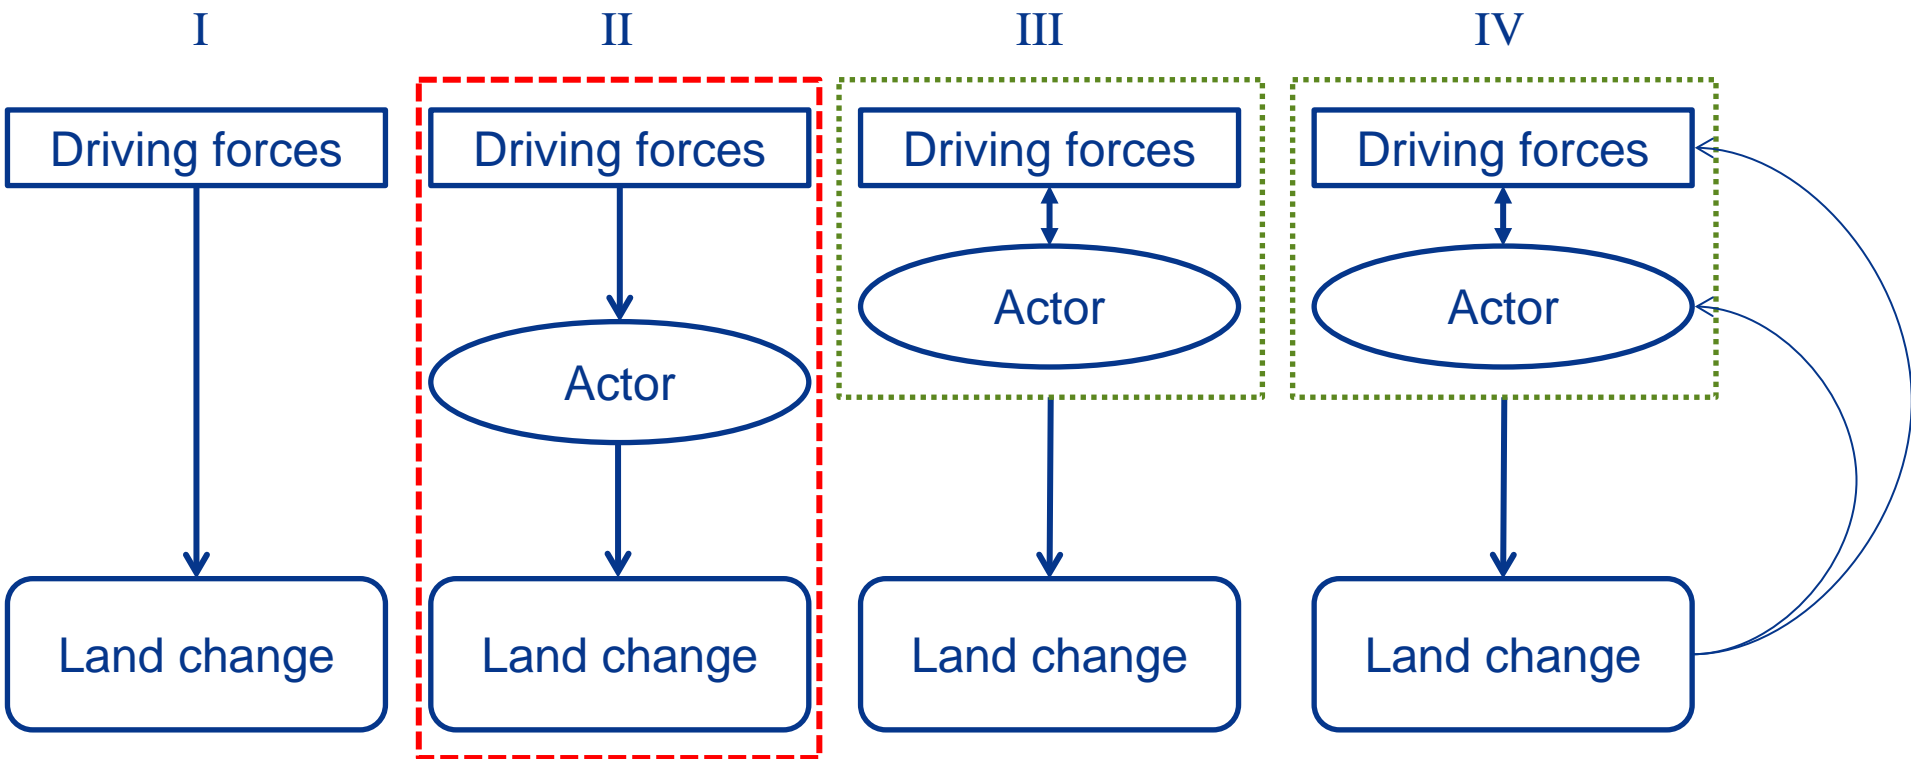 I
II
III
IV
Driving forces
Driving forces
Driving forces
Driving forces
Actor
Actor
Actor
Land change
Land change
Land change
Land change